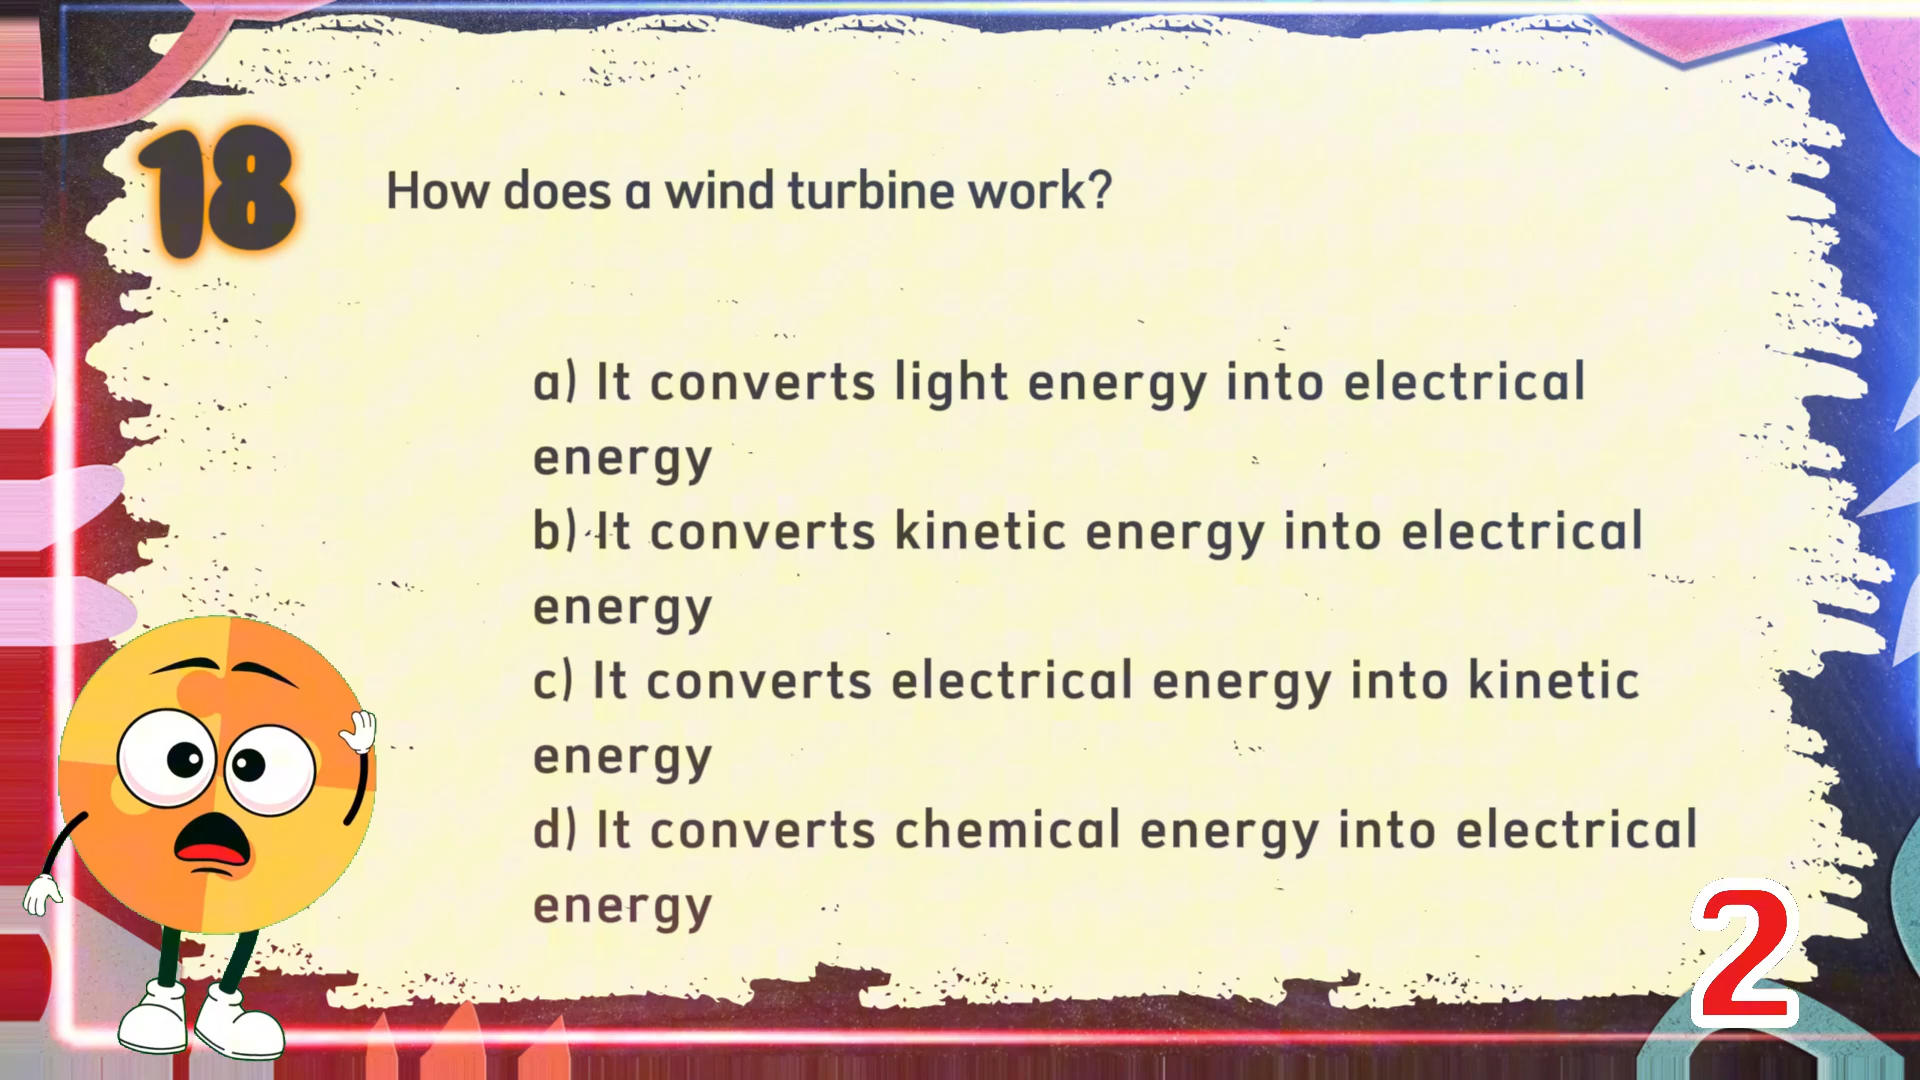 18
How does a wind turbine work?
a) It converts light energy into electrical
energy
b) It converts kinetic energy into electrical
energy
c) It converts electrical energy into kinetic
energy
d) It converts chemical energy into electrical
energy
2